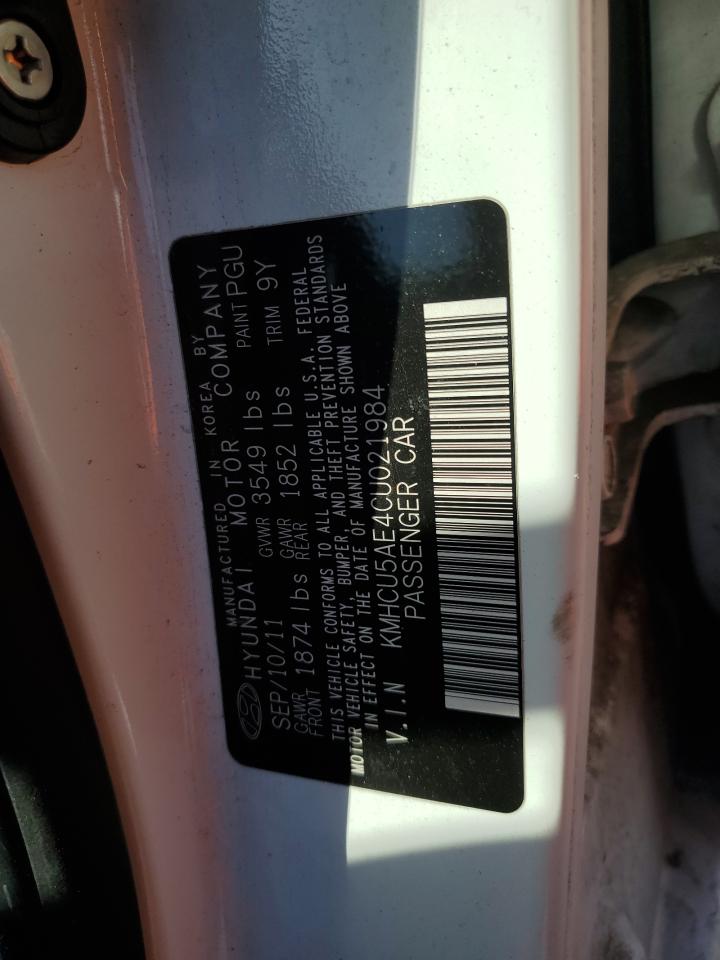 MANUFACTURED IN KOREA BY
HYUNDAI MOTOR COMPANY
SEP/10/11 GVWR 3549 lbs PAINT PGU
GAWR FRONT 1874 lbs GAWR REAR 1852 lbs TRIM 9Y
THIS VEHICLE CONFORMS TO ALL APPLICABLE U.S.A. FEDERAL
MOTOR VEHICLE SAFETY, BUMPER, AND THEFT PREVENTION STANDARDS
IN EFFECT ON THE DATE OF MANUFACTURE SHOWN ABOVE
V.I.N KMHCU5AE4CU021984
PASSENGER CAR